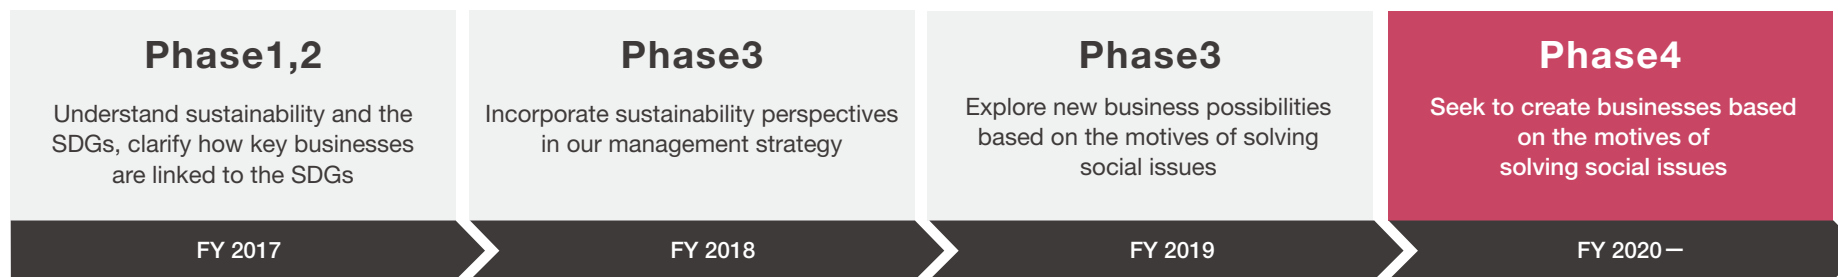 Phase1,2
Understand sustainability and the
SDGs, clarify how key businesses
are linked to the SDGs
FY 2017
Phase3
Incorporate sustainability perspectives
in our management strategy
FY 2018
Phase3
Explore new business possibilities
based on the motives of solving
social issues
FY 2019
Phase4
Seek to create businesses based
on the motives of
solving social issues
FY 2020—